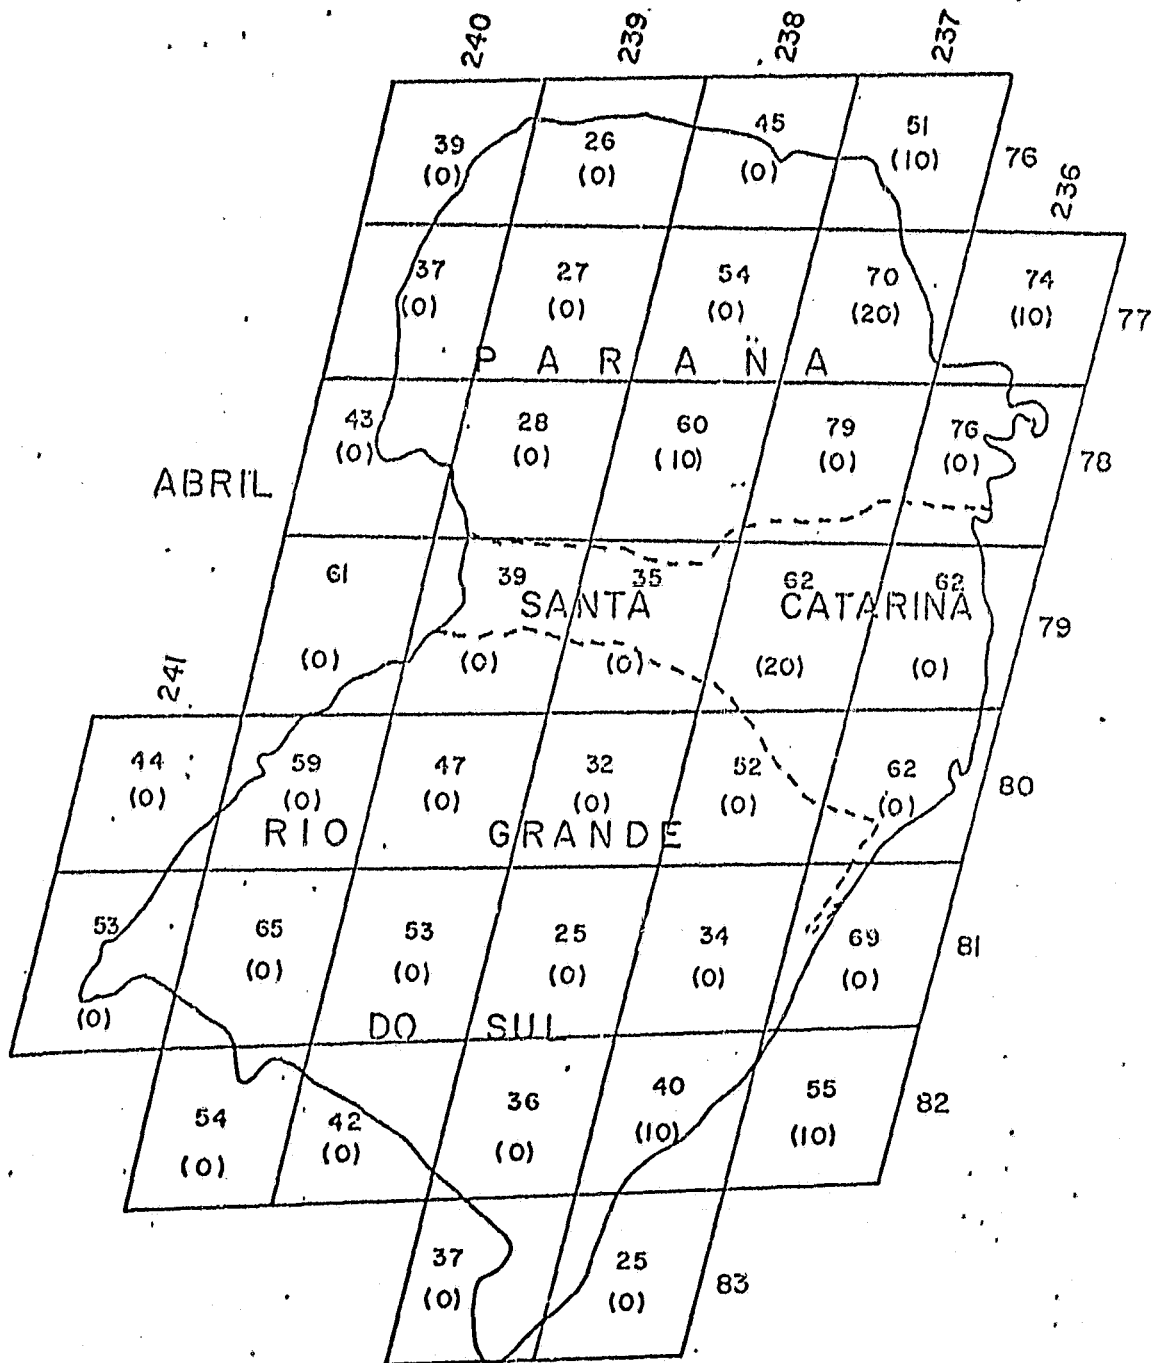 240 239 238 237
39 26 45 51
(0) (0) (0) (10) 76
236
37 27 54 70 74
(0) (0) (0) (20) (10) 77
P A R A N̈ A
43 28 60 79 76
(0) (0) (10) (0) (0) 78
ABRIL
61 39 35 62 62
SANTA CATARINA 79
(0) (0) (0) (20) (0)
241
44 59 47 32 52 62
(0) (0) (0) (0) (0) (0) 80
RIO GRANDE
53 65 53 25 34 69 81
(0) (0) (0) (0) (0) (0)
DO SUL
54 42 36 40 55 82
(0) (0) (0) (10) (10)
37 25 83
(0) (0)